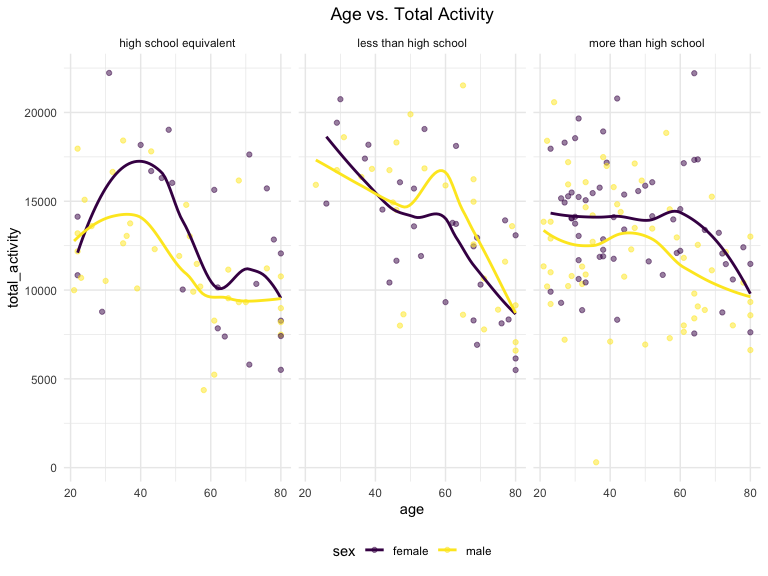 Age vs. Total Activity
high school equivalent
less than high school
more than high school
20000
15000
10000
5000
0
total_activity
20 40 60 80
20 40 60 80
20 40 60 80
age
sex female male